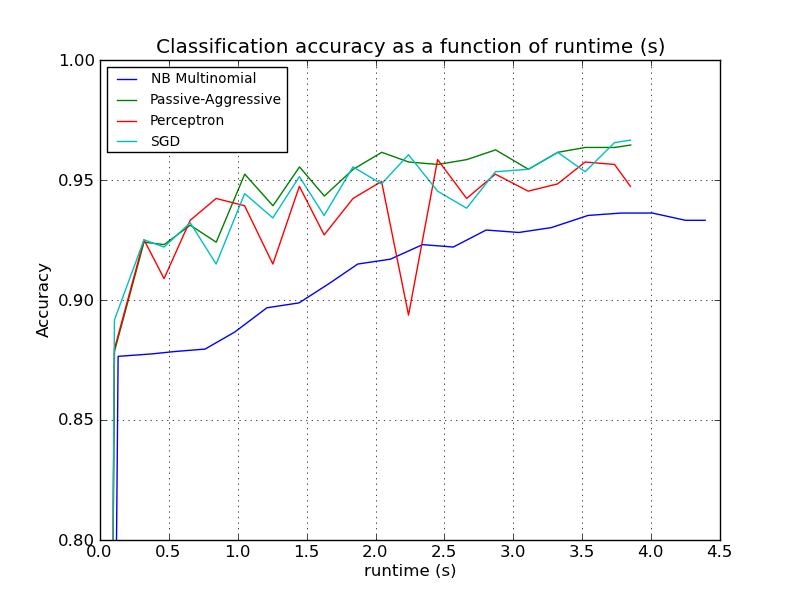 Classification accuracy as a function of runtime (s)
1.00
NB Multinomial
Passive-Aggressive
Perceptron
SGD
0.95
0.90
0.85
0.80
Accuracy
0.0 0.5 1.0 1.5 2.0 2.5 3.0 3.5 4.0 4.5
runtime (s)